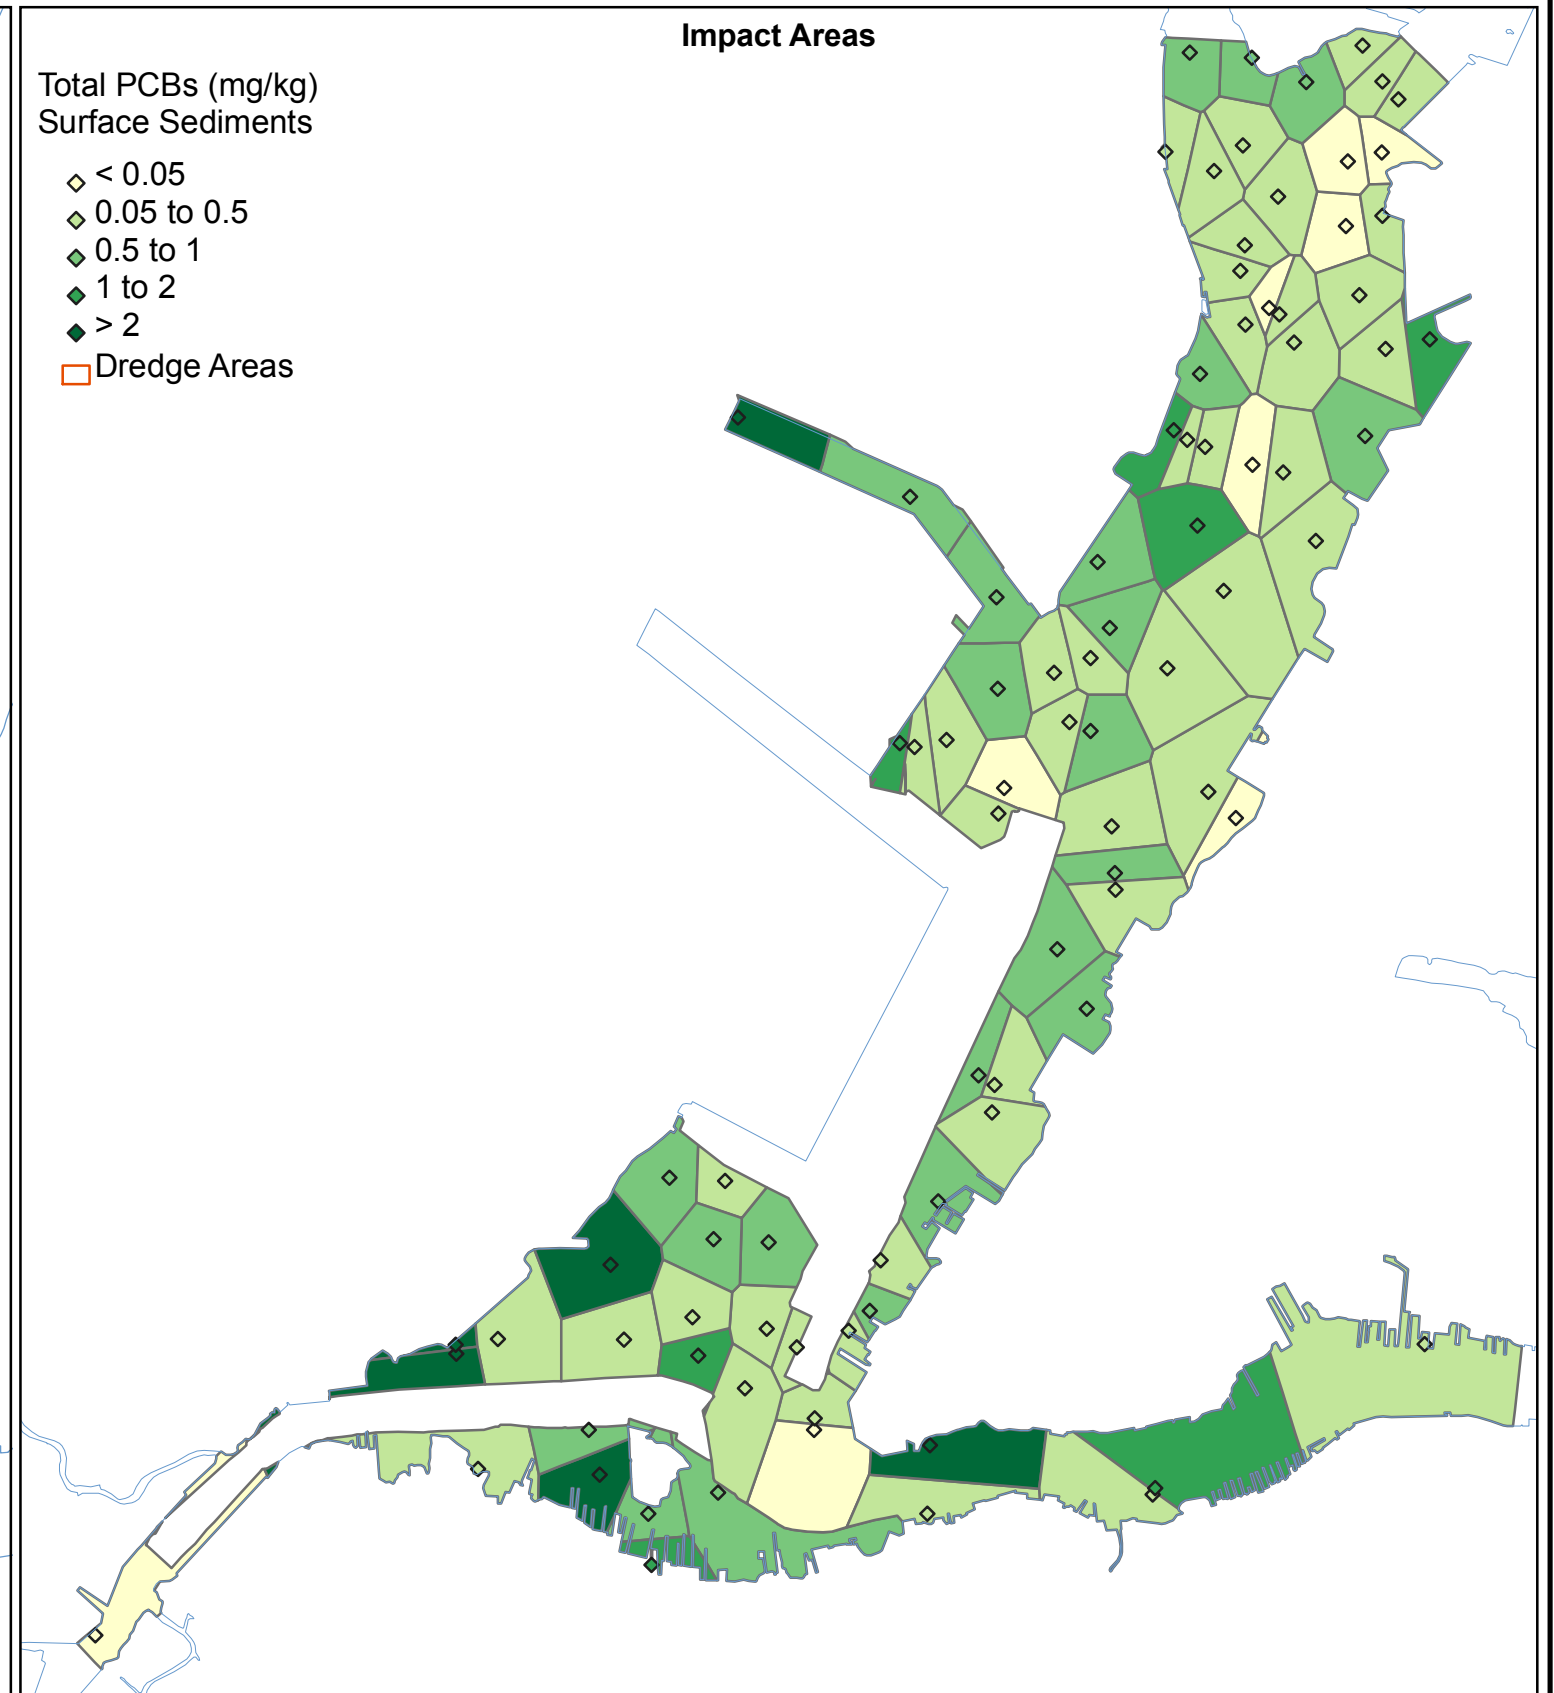 Impact Areas
Total PCBs (mg/kg)
Surface Sediments
< 0.05
0.05 to 0.5
0.5 to 1
1 to 2
> 2
Dredge Areas